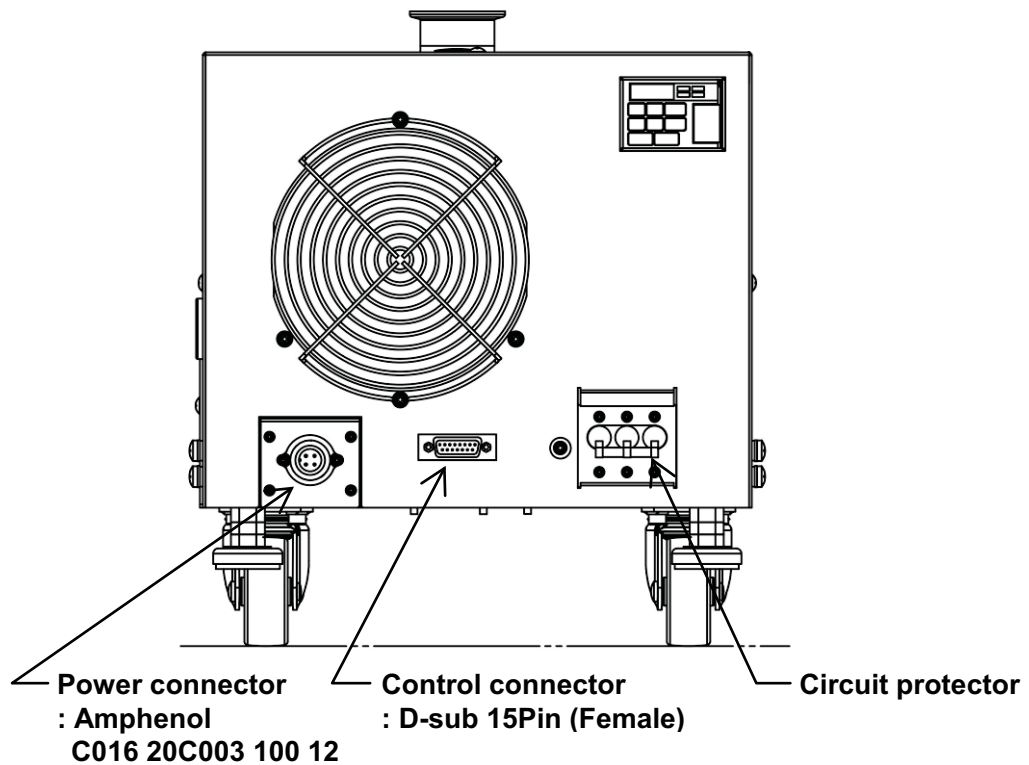 Power connector
: Amphenol
C016 20C003 100 12
Control connector
: D-sub 15Pin (Female)
Circuit protector